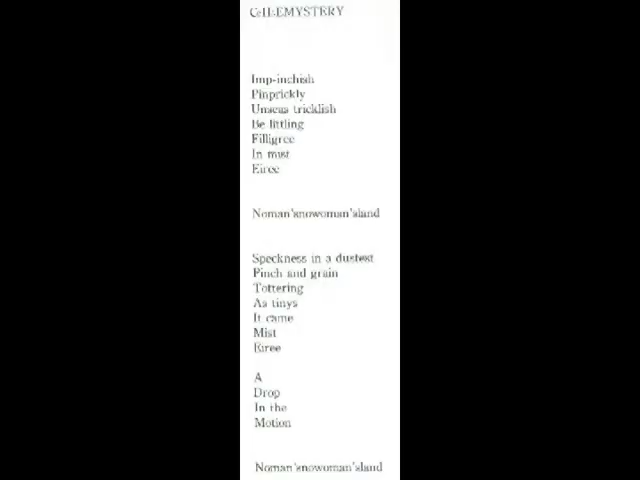 CellEMYSTERY
Imp-inchish
Pinprickly
Unseas tricklish
Be littling
Filligree
In mist
Eiree
Noman'snowoman'sland
Speckness in a dustest
Pinch and grain
Tottering
As tinys
It came
Mist
Eiree
A
Drop
In the
Motion
Noman'snowoman'sland